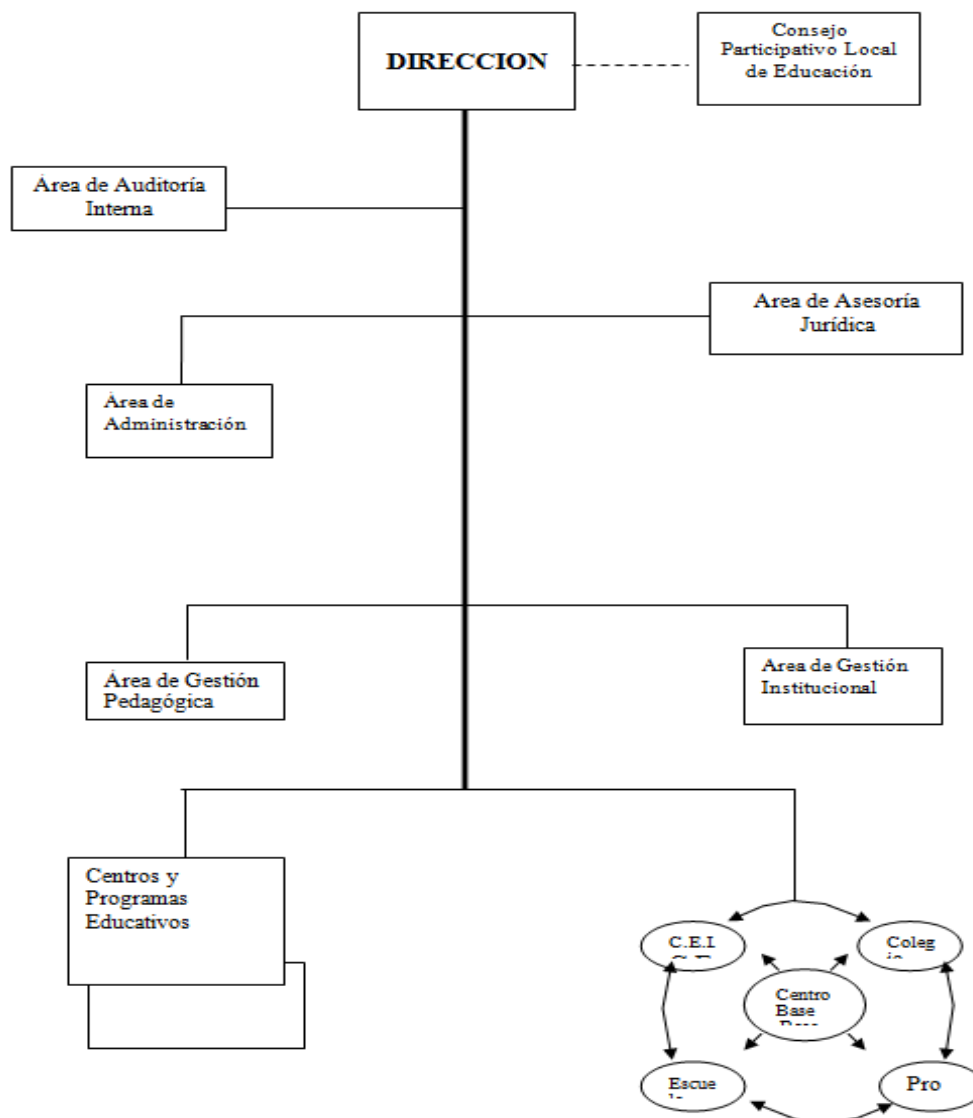 DIRECCION
Consejo
Participativo Local
de Educación
Área de Auditoría
Interna
Area de Asesoría
Jurídica
Área de
Administración
Área de Gestión
Pedagógica
Area de Gestión
Institucional
Centros y
Programas
Educativos
C.E.I
Coleg
Centro
Base
Escue
Pro